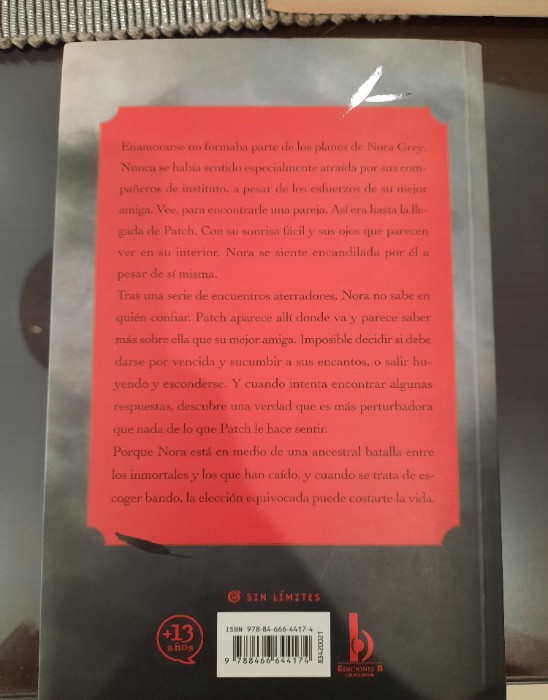 Enamorarse no formaba parte de los planes de Nora Grey.
Nunca se había sentido especialmente atraída por sus com-
pañeros de instituto, a pesar de los esfuerzos de su mejor
amiga, Vee, para encontrarle una pareja. Así era hasta la lle-
gada de Patch. Con su sonrisa fácil y sus ojos que parecen
ver en su interior, Nora se siente encandilada por él a
pesar de sí misma.
Tras una serie de encuentros aterradores, Nora no sabe en
quién confiar. Patch aparece allí donde va y parece saber
más sobre ella que su mejor amiga. Imposible decidir si debe
darse por vencida y sucumbir a sus encantos, o salir hu-
yendo y esconderse. Y cuando intenta encontrar algunas
respuestas, descubre una verdad que es más perturbadora
que nada de lo que Patch le hace sentir.
Porque Nora está en medio de una ancestral batalla entre
los inmortales y los que han caído, y cuando se trata de es-
coger bando, la elección equivocada puede costarte la vida.
SIN LÍMITES
+13
años
ISBN 978-84-666-4417-4
9 788466 644174
83420021
b
EDICIONES B